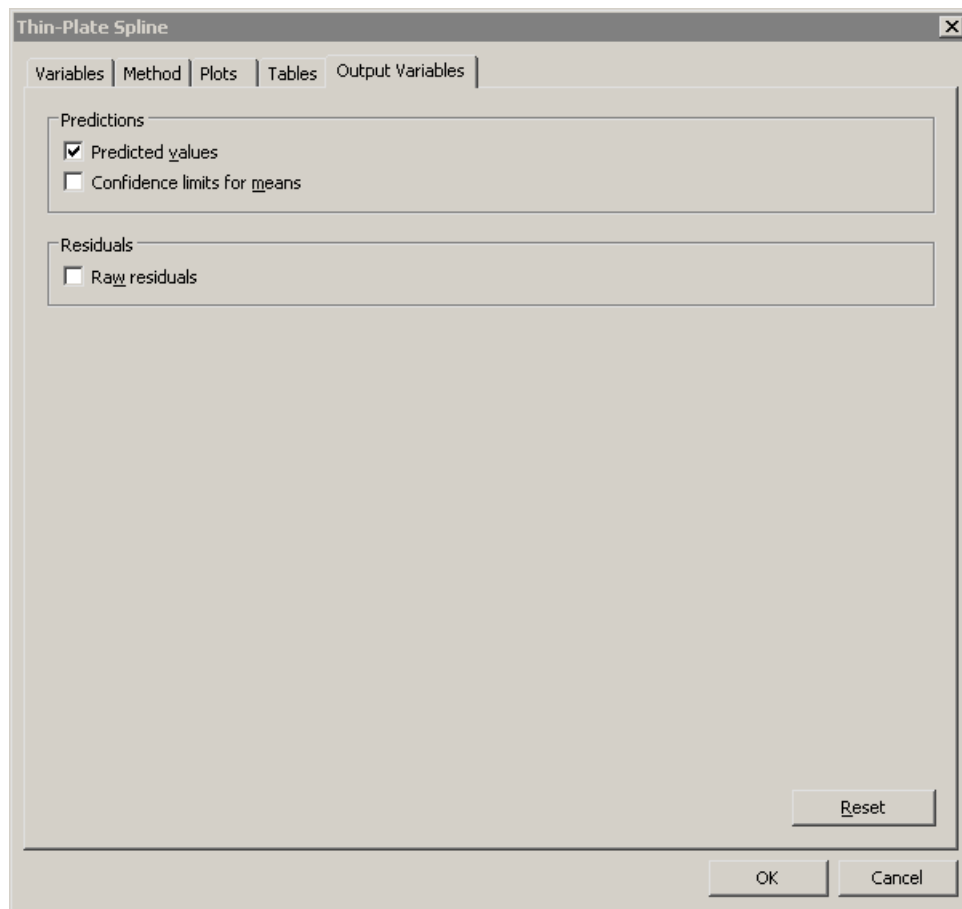 Thin-Plate Spline
Variables Method Plots Tables Output Variables
Predictions
Predicted values
Confidence limits for means
Residuals
Raw residuals
Reset
OK Cancel